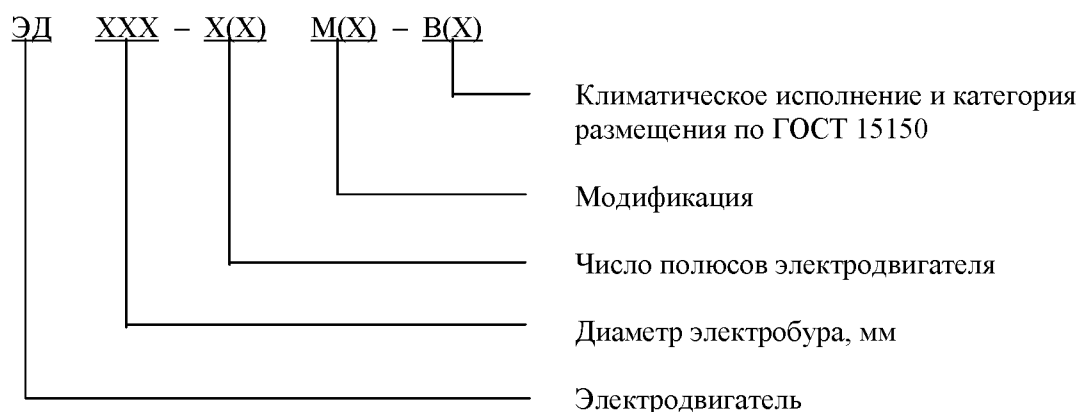 ЭД XXX – X(X) М(Х) – В(Х)
Климатическое исполнение и категория
размещения по ГОСТ 15150
Модификация
Число полюсов электродвигателя
Диаметр электробура, мм
Электродвигатель